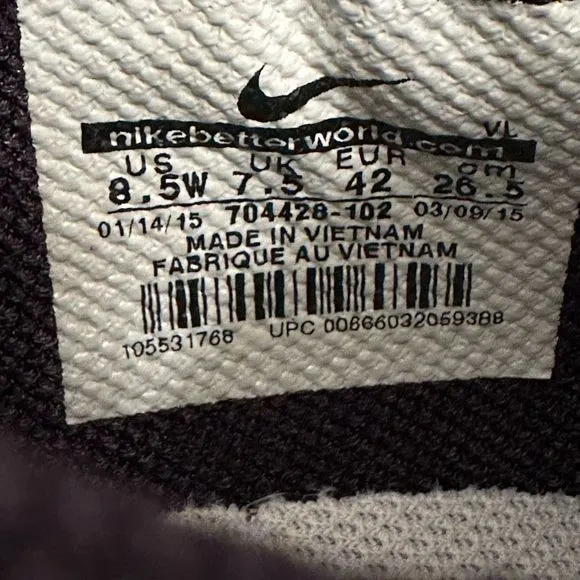 VL
nikebetterworld.com
US UK EUR cm
8.5W 7.5 42 26.5
01/14/15 704428-102 03/09/15
MADE IN VIETNAM
FABRIQUE AU VIETNAM
105531768 UPC 00666032059388